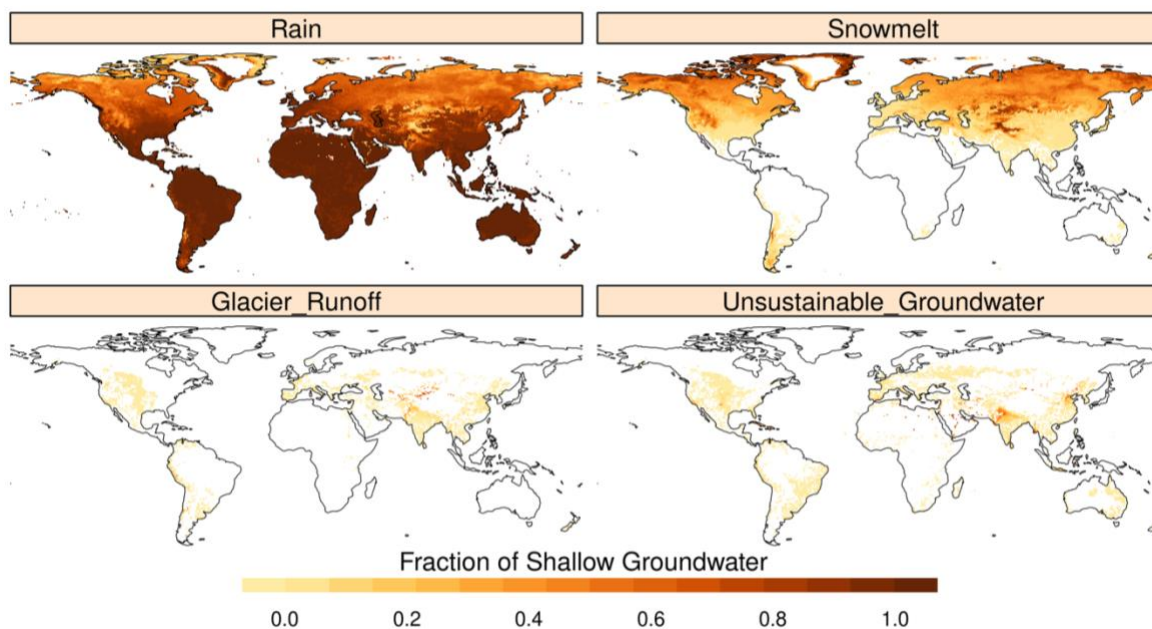 Rain
Snowmelt
Glacier_Runoff
Unsustainable_Groundwater
Fraction of Shallow Groundwater
0.0 0.2 0.4 0.6 0.8 1.0